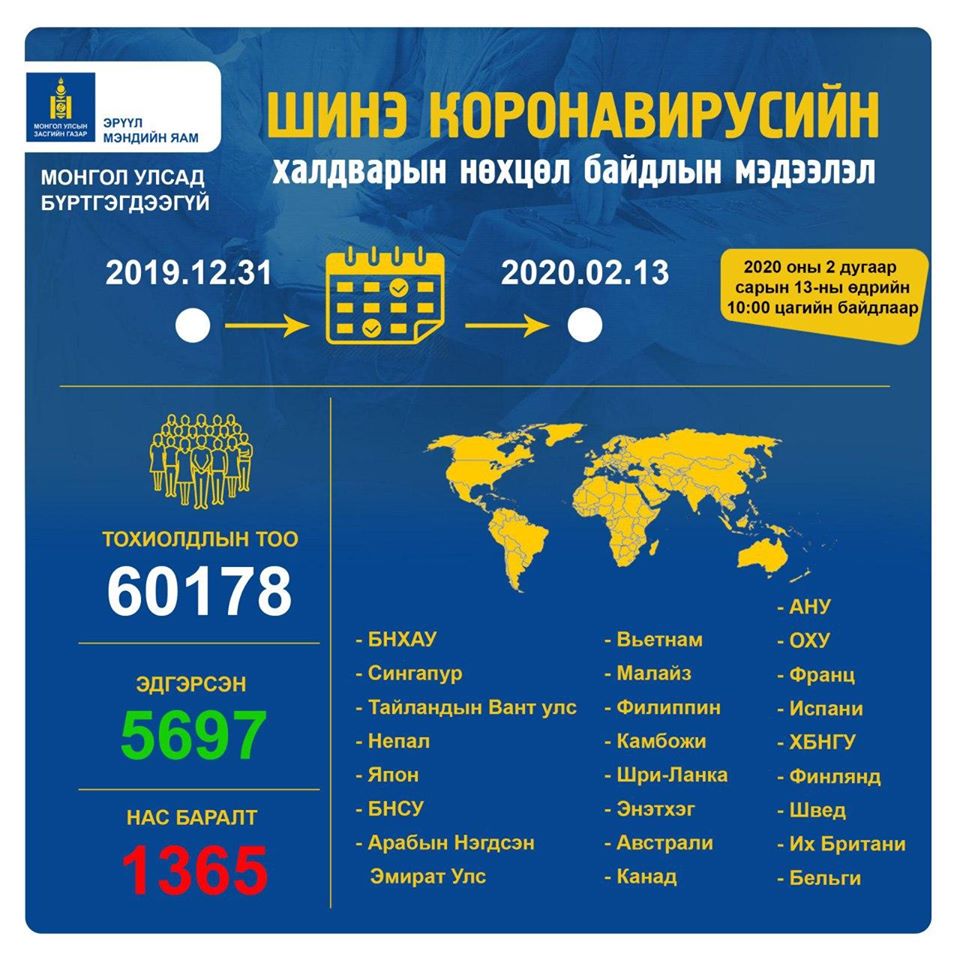 МОНГОЛ УЛСЫН
ЗАСГИЙН ГАЗАР
ЭРҮҮЛ
МЭНДИЙН ЯАМ
МОНГОЛ УЛСАД
БҮРТГЭГДЭЭГҮЙ
ШИНЭ КОРОНАВИРУСИЙН
халдварын нөхцөл байдлын мэдээлэл
2019.12.31
2020.02.13
2020 оны 2 дугаар
сарын 13-ны өдрийн
10:00 цагийн байдлаар
ТОХИОЛДЛЫН ТОО
60178
ЭДГЭРСЭН
5697
НАС БАРАЛТ
1365
- БНХАУ
- Сингапур
- Тайландын Вант улс
- Непал
- Япон
- БНСУ
- Арабын Нэгдсэн
Эмират Улс
- Вьетнам
- Малайз
- Филиппин
- Камбожи
- Шри-Ланка
- Энэтхэг
- Австрали
- Канад
- АНУ
- ОХУ
- Франц
- Испани
- ХБНГУ
- Финлянд
- Швед
- Их Британи
- Бельги